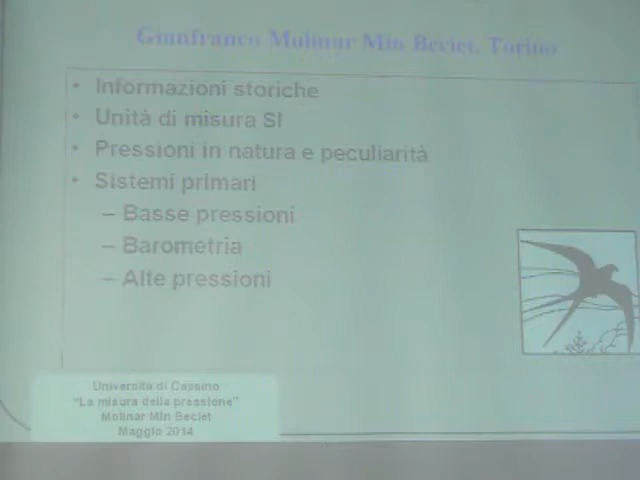 Gianfranco Molinar Min Beciet, Torino
• Informazioni storiche
• Unità di misura SI
• Pressioni in natura e peculiarità
• Sistemi primari
– Basse pressioni
– Barometria
– Alte pressioni
Università di Cassino
"La misura della pressione"
Molinar Min Beciet
Maggio 2014